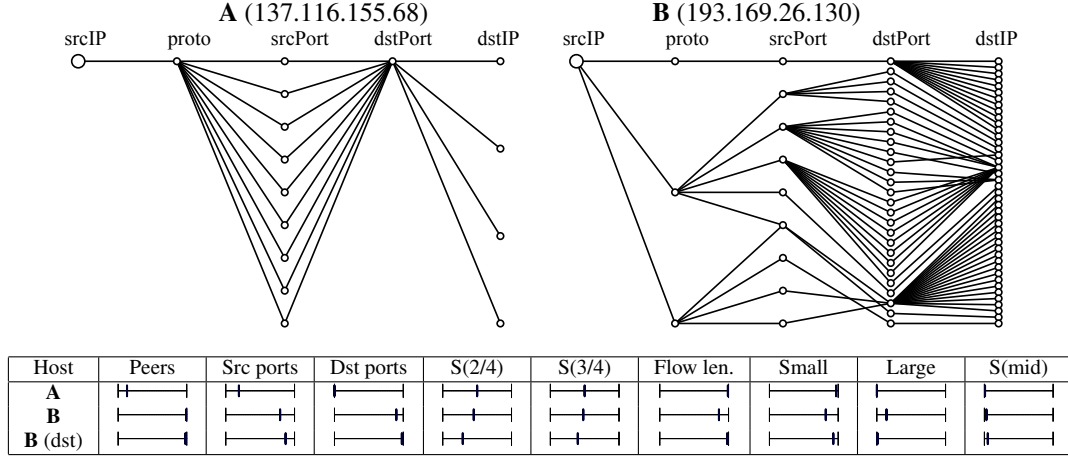 A (137.116.155.68) B (193.169.26.130)
srcIP proto srcPort dstPort dstIP srcIP proto srcPort dstPort dstIP
Host Peers Src ports Dst ports S(2/4) S(3/4) Flow len. Small Large S(mid)
A
B
B (dst)